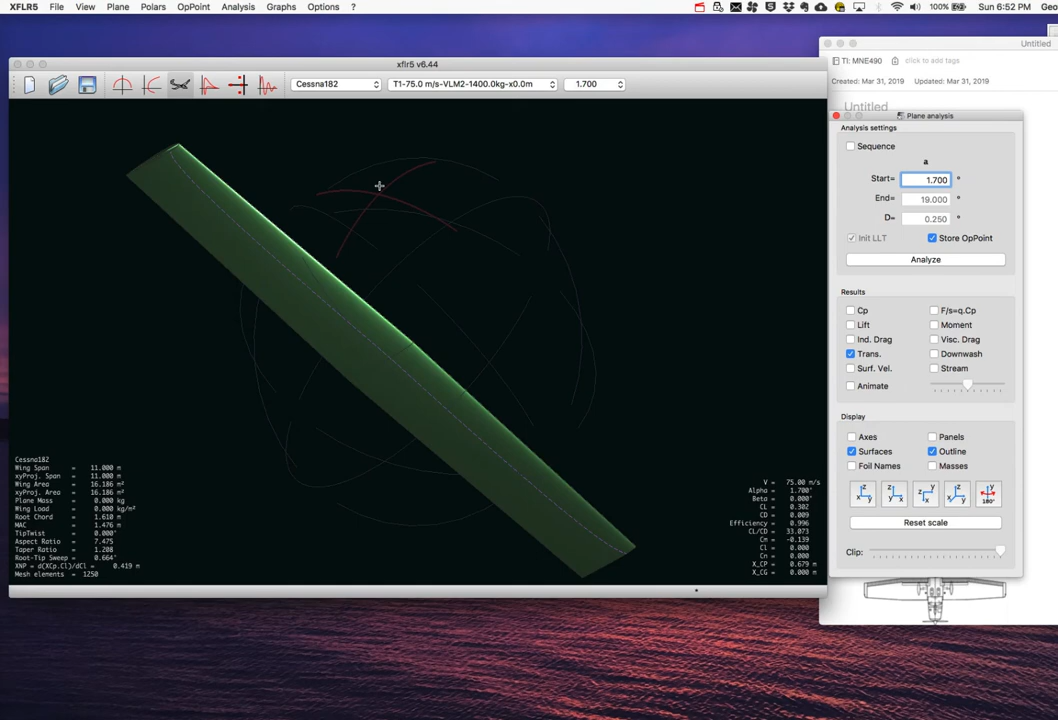 XFLR5 File View Plane Polars OpPoint Analysis Graphs Options ? 100% Sun 6:52 PM Geo
Untitled
TI: MNE490 click to add tags
Created: Mar 31, 2019 Updated: Mar 31, 2019
Untitled
xflr5 v6.44
Cessna182 T1-75.0 m/s-VLM2-1400.0kg-x0.0m 1.700
Plane analysis
Analysis settings
Sequence
a
Start= 1.700 °
End= 19.000 °
D= 0.250 °
Init LLT Store OpPoint
Analyze
Results
Cp F/s=q.Cp
Lift Moment
Ind. Drag Visc. Drag
Trans. Downwash
Surf. Vel. Stream
Animate
Display
Axes Panels
Surfaces Outline
Foil Names Masses
z x y z y x z y x z y x y 180°
Reset scale
Clip:
Cessna182
Wing Span = 11.000 m
xyProj. Span = 11.000 m
Wing Area = 16.186 m²
xyProj. Area = 16.186 m²
Plane Mass = 0.000 kg
Wing Load = 0.000 kg/m²
Root Chord = 1.610 m
MAC = 1.476 m
TipTwist = 0.000°
Aspect Ratio = 7.475
Taper Ratio = 1.208
Root-Tip Sweep = 0.664°
XNP = d(XCp.Cl)/dCl = 0.419 m
Mesh elements = 1250
V = 75.00 m/s
Alpha = 1.700°
Beta = 0.000°
CL = 0.302
CD = 0.009
Efficiency = 0.996
CL/CD = 33.073
Cm = -0.139
Cl = 0.000
Cn = 0.000
X_CP = 0.679 m
X_CG = 0.000 m